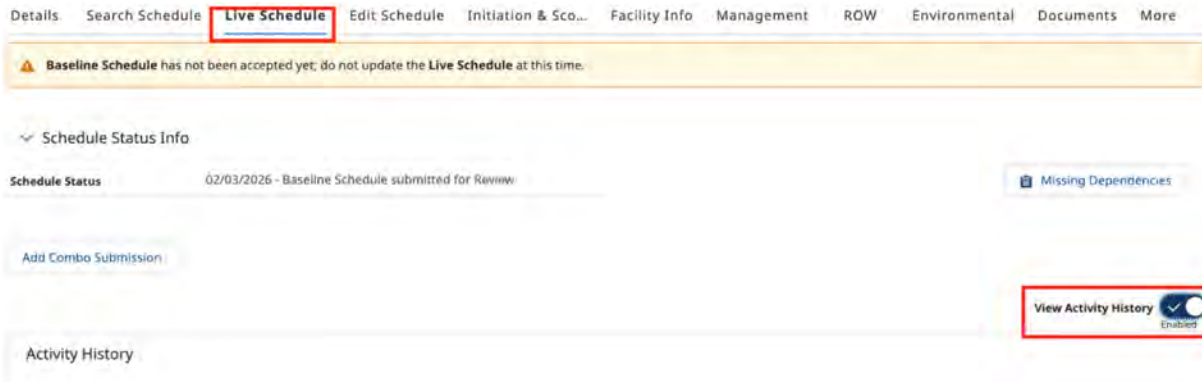 Details Search Schedule Live Schedule Edit Schedule Initiation & Sco... Facility Info Management ROW Environmental Documents More
Baseline Schedule has not been accepted yet; do not update the Live Schedule at this time.
Schedule Status Info
Schedule Status 02/03/2026 - Baseline Schedule submitted for Review Missing Dependencies
Add Combo Submission
View Activity History
Enabled
Activity History